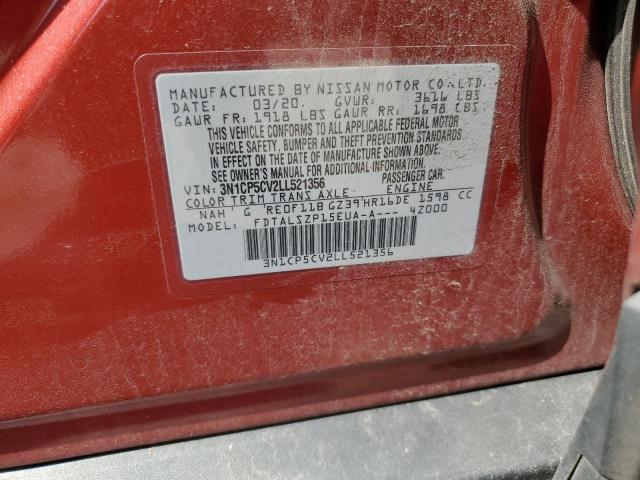 MANUFACTURED BY NISSAN MOTOR CO., LTD.
DATE: 03/20. GVWR: 3616 LBS
GAWR FR: 1918 LBS GAWR RR: 1698 LBS
THIS VEHICLE CONFORMS TO ALL APPLICABLE FEDERAL MOTOR
VEHICLE SAFETY, BUMPER AND THEFT PREVENTION STANDARDS
IN EFFECT ON THE DATE OF MANUFACTURE SHOWN ABOVE.
SEE OWNER'S MANUAL FOR ADDITIONAL INFORMATION.
VIN: 3N1CP5CV2LL521356 PASSENGER CAR.
COLOR TRIM TRANS AXLE ENGINE
NAH G RE0F11B GZ39 HR16DE 1598 CC
MODEL: FDTALSZP15EUA-A--- 4Z000
3N1CP5CV2LL521356